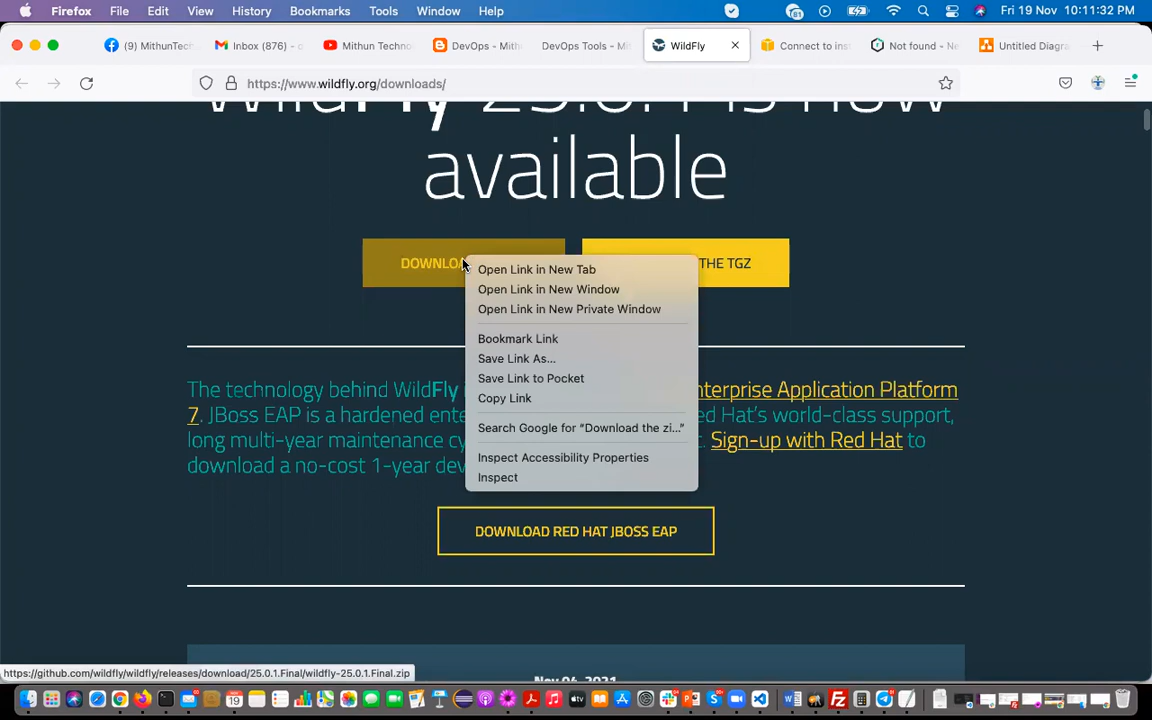 Firefox File Edit View History Bookmarks Tools Window Help Fri 19 Nov 10:11:32 PM
(9) MithunTech Inbox (876) - Mithun Techno DevOps - Mith DevOps Tools - Mi WildFly Connect to ins Not found - Ne Untitled Diagra
https://www.wildfly.org/downloads/
WildFly 25.0.1 is now
available
DOWNLOA THE TGZ
Open Link in New Tab
Open Link in New Window
Open Link in New Private Window
Bookmark Link
Save Link As...
Save Link to Pocket
Copy Link
Search Google for “Download the zi...”
Inspect Accessibility Properties
Inspect
The technology behind WildFly nterprise Application Platform
7. JBoss EAP is a hardened ente ed Hat's world-class support,
long multi-year maintenance cy . Sign-up with Red Hat to
download a no-cost 1-year dev
DOWNLOAD RED HAT JBOSS EAP
Nov 04, 2021
https://github.com/wildfly/wildfly/releases/download/25.0.1.Final/wildfly-25.0.1.Final.zip